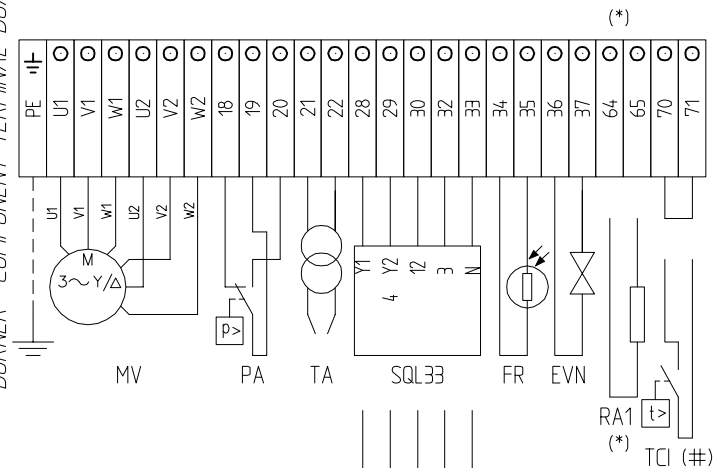 (*)
BURNER COMPONENT TERMINAL
PE U1 V1 W1 U2 V2 W2 18 19 20 21 22 28 29 30 32 33 34 35 36 37 64 65 70 71
U1 V1 W1 U2 V2 W2
M
3~ Y/Δ
Y1 Y2 12 3 N
4
p>
MV PA TA SQL33 FR EVN
t>
RA1
(*)
TCI (#)